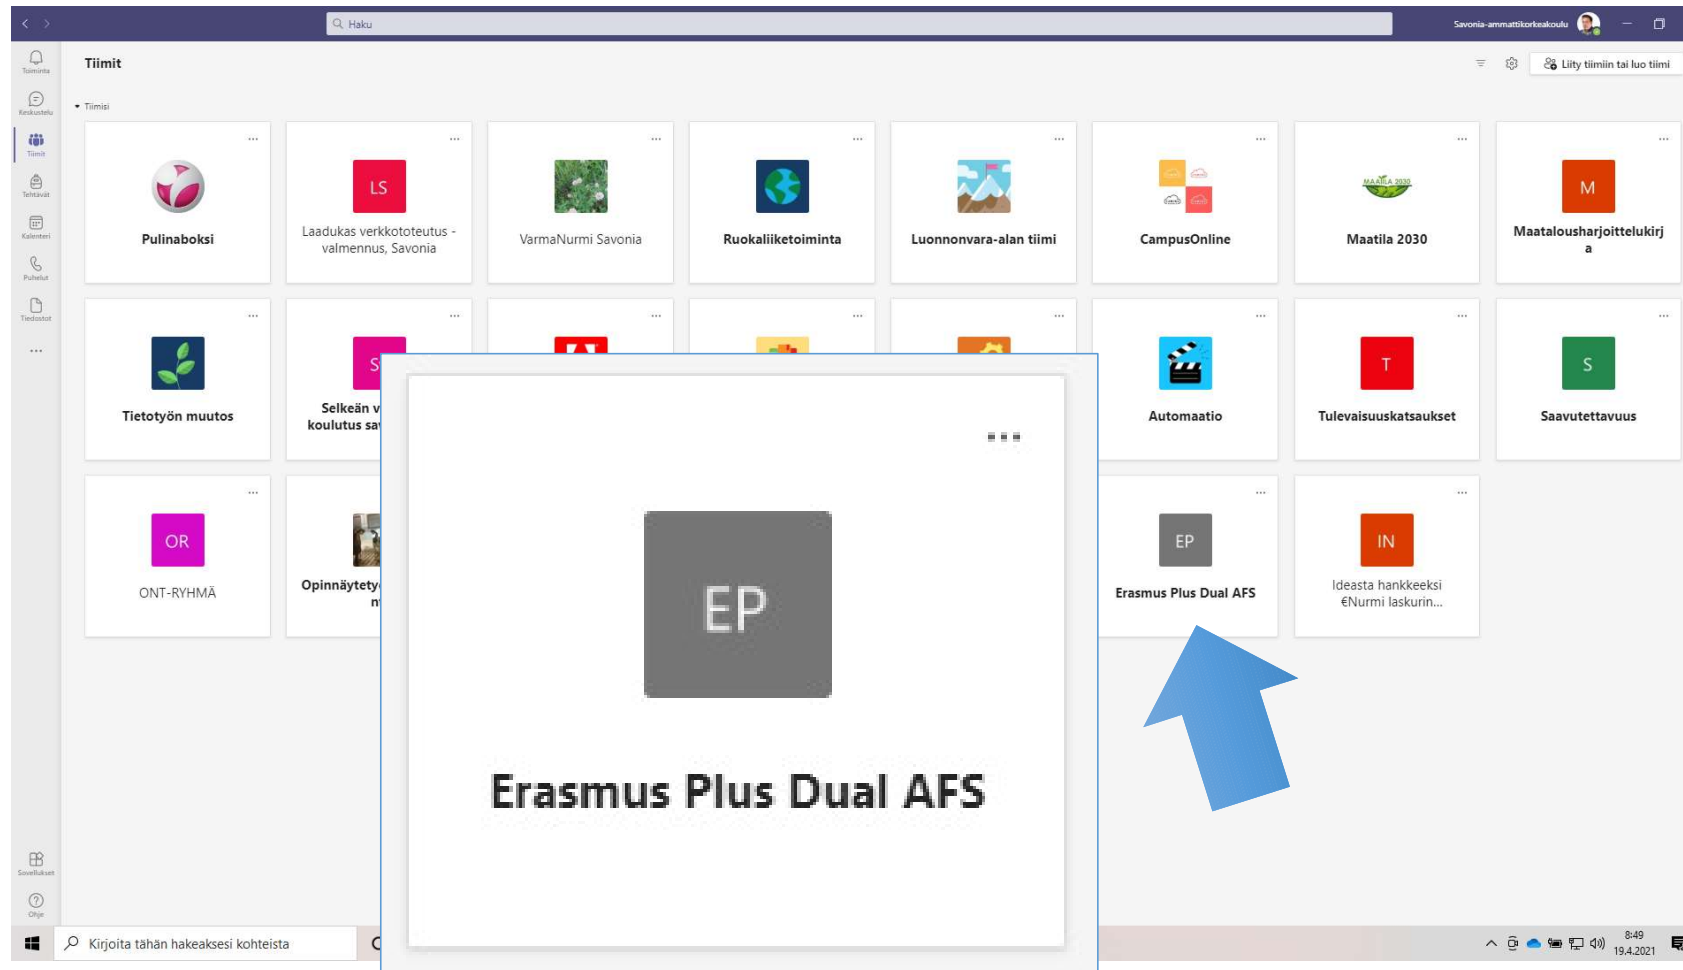 Haku
Savonia-ammattikorkeakoulu
Toiminta
Keskustelu
Tiimit
Tehtävät
Kalenteri
Puhelut
Tiedostot
Sovellukset
Ohje
Tiimit
Liity tiimiin tai luo tiimi
Tiimisi
Pulinaboksi
LS
Laadukas verkkototeutus -
valmennus, Savonia
VarmaNurmi Savonia
Ruokaliiketoiminta
Luonnonvara-alan tiimi
CampusOnline
MAATILA 2030
Maatila 2030
M
Maatalousharjoittelukirj
a
Tietotyön muutos
S
Selkeän v
koulutus sa
Automaatio
T
Tulevaisuuskatsaukset
S
Saavutettavuus
OR
ONT-RYHMÄ
Opinnäytety
n
EP
Erasmus Plus Dual AFS
EP
Erasmus Plus Dual AFS
IN
Ideasta hankkeeksi
€Nurmi laskurin...
Kirjoita tähän hakeaksesi kohteista
8:49
19.4.2021